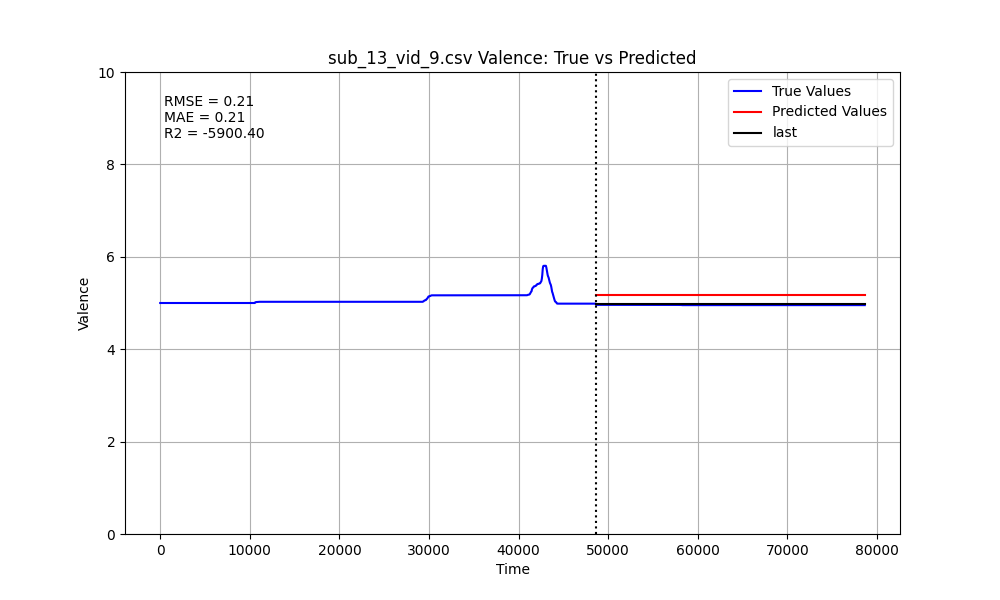 sub_13_vid_9.csv Valence: True vs Predicted
RMSE = 0.21
MAE = 0.21
R2 = -5900.40
True Values
Predicted Values
last
10
8
6
4
2
0
Valence
0 10000 20000 30000 40000 50000 60000 70000 80000
Time